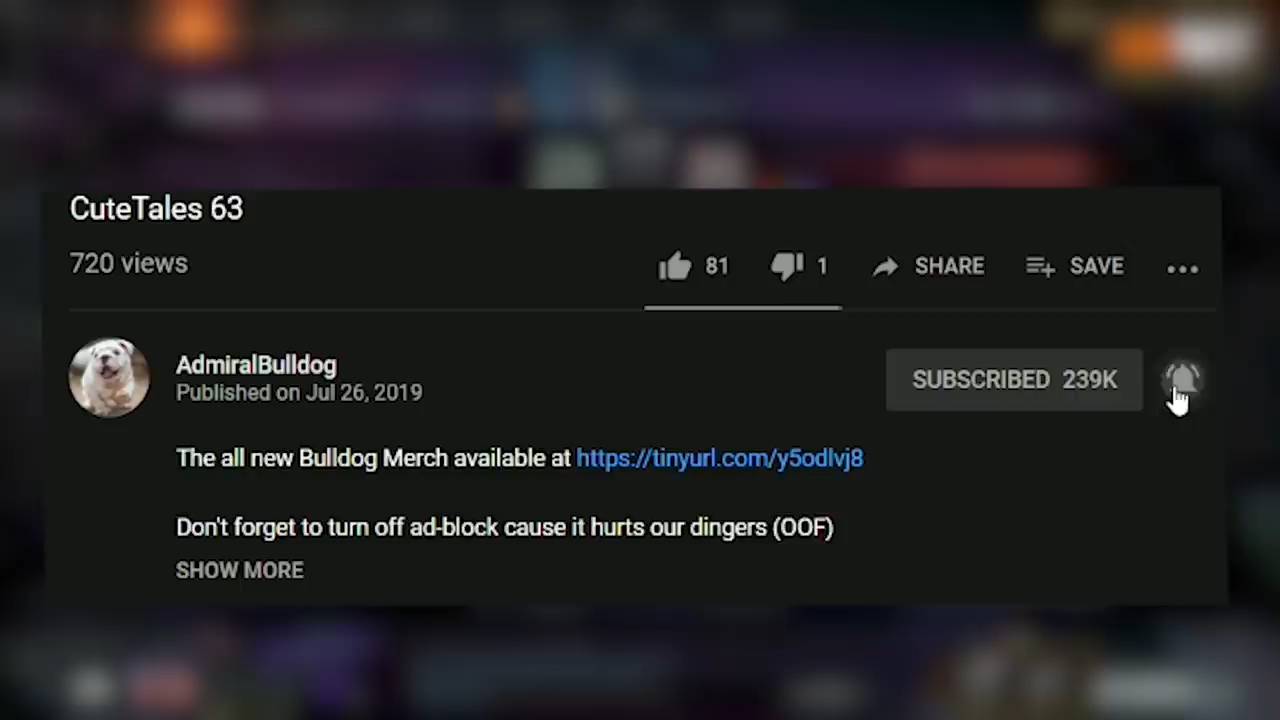 CuteTales 63
720 views
81 1 SHARE SAVE
AdmiralBulldog
Published on Jul 26, 2019
SUBSCRIBED 239K
The all new Bulldog Merch available at https://tinyurl.com/y5odlvj8
Don't forget to turn off ad-block cause it hurts our dingers (OOF)
SHOW MORE